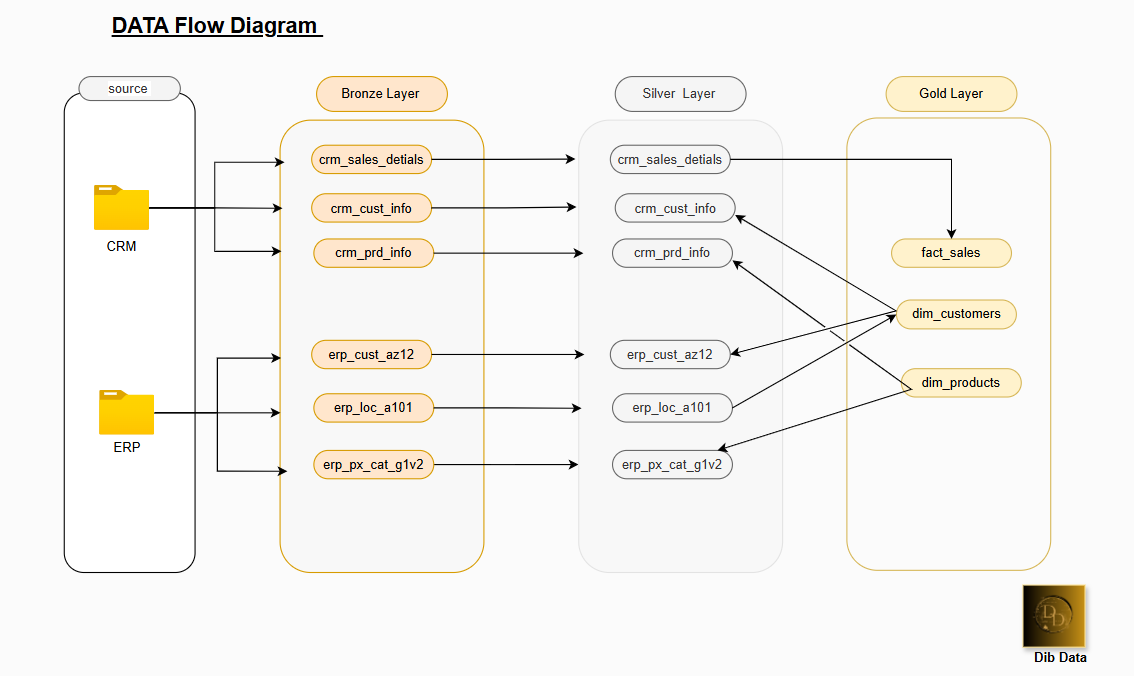 DATA Flow Diagram
source
Bronze Layer
Silver Layer
Gold Layer
crm_sales_detials
crm_sales_detials
crm_cust_info
crm_cust_info
CRM
crm_prd_info
crm_prd_info
fact_sales
dim_customers
erp_cust_az12
erp_cust_az12
dim_products
erp_loc_a101
erp_loc_a101
ERP
erp_px_cat_g1v2
erp_px_cat_g1v2
DD
Dib Data